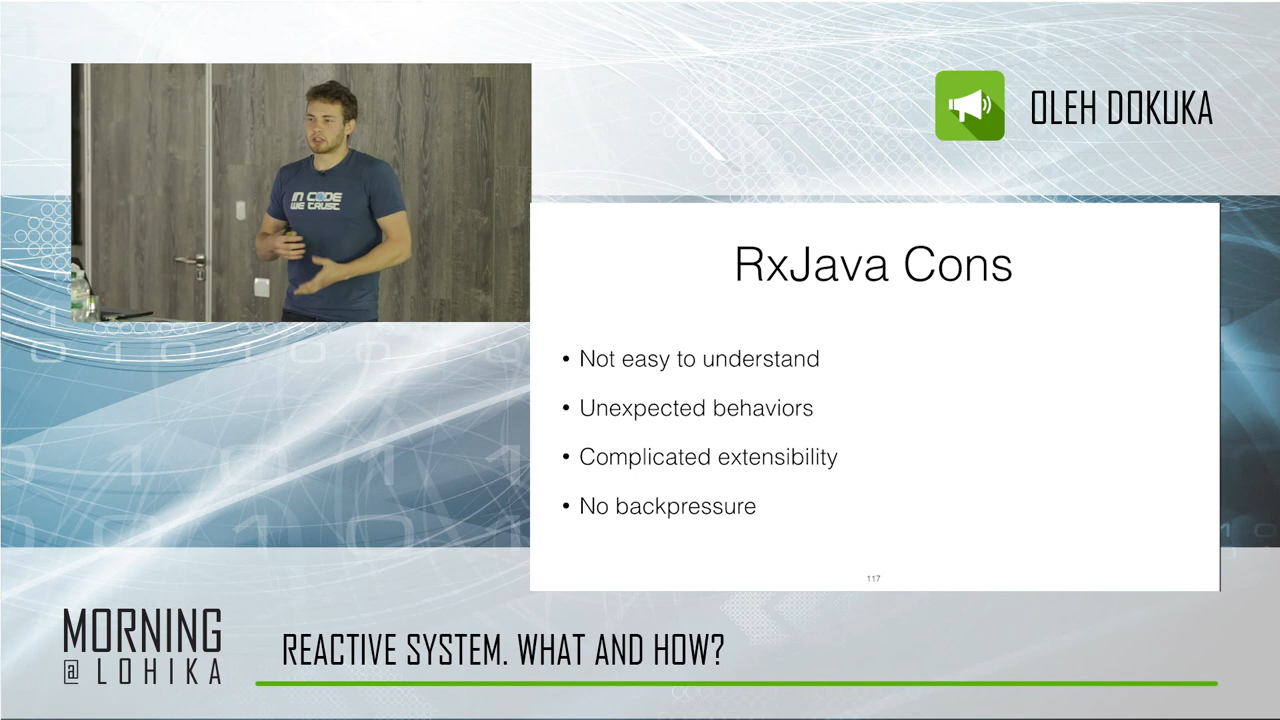 OLEH DOKUKA
IN CODE
WE TRUST
RxJava Cons
• Not easy to understand
• Unexpected behaviors
• Complicated extensibility
• No backpressure
117
MORNING
@ LOHIKA
REACTIVE SYSTEM. WHAT AND HOW?